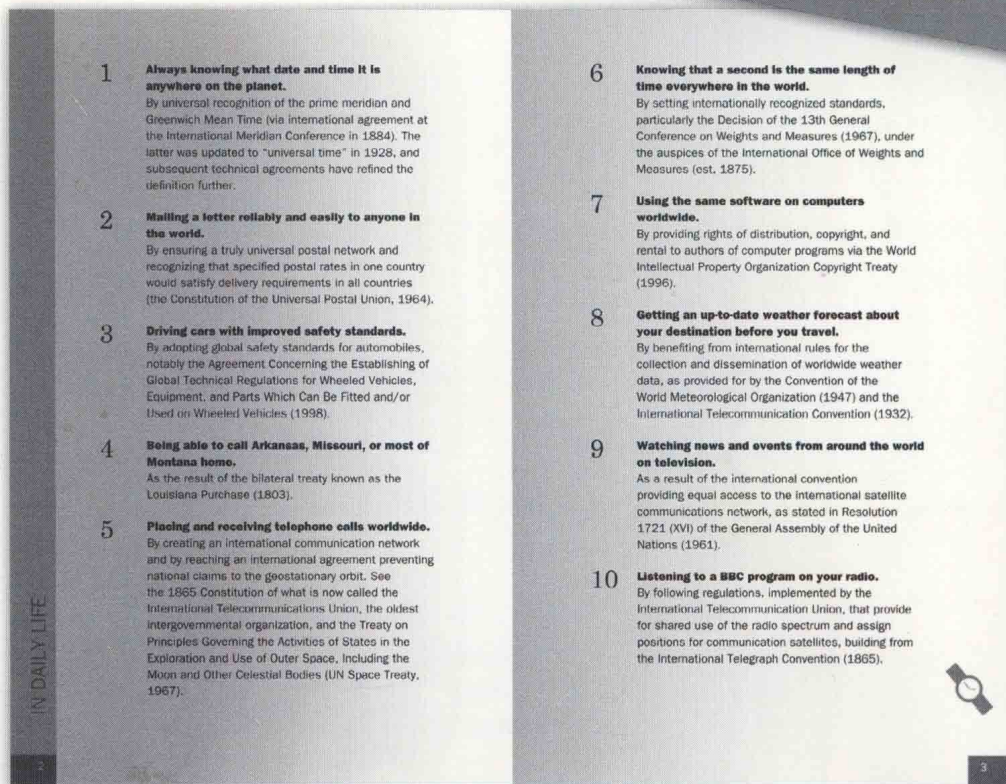 1
Always knowing what date and time it is
anywhere on the planet.
By universal recognition of the prime meridian and
Greenwich Mean Time (via international agreement at
the International Meridian Conference in 1884). The
latter was updated to "universal time" in 1928, and
subsequent technical agreements have refined the
definition further.
2
Mailing a letter reliably and easily to anyone in
the world.
By ensuring a truly universal postal network and
recognizing that specified postal rates in one country
would satisfy delivery requirements in all countries
(the Constitution of the Universal Postal Union, 1964).
3
Driving cars with improved safety standards.
By adopting global safety standards for automobiles,
notably the Agreement Concerning the Establishing of
Global Technical Regulations for Wheeled Vehicles,
Equipment, and Parts Which Can Be Fitted and/or
Used on Wheeled Vehicles (1998).
4
Being able to call Arkansas, Missouri, or most of
Montana home.
As the result of the bilateral treaty known as the
Louisiana Purchase (1803).
5
Placing and receiving telephone calls worldwide.
By creating an international communication network
and by reaching an international agreement preventing
national claims to the geostationary orbit. See
the 1865 Constitution of what is now called the
International Telecommunications Union, the oldest
intergovernmental organization, and the Treaty on
Principles Governing the Activities of States in the
Exploration and Use of Outer Space, Including the
Moon and Other Celestial Bodies (UN Space Treaty,
1967).
IN DAILY LIFE
2
6
Knowing that a second is the same length of
time everywhere in the world.
By setting internationally recognized standards,
particularly the Decision of the 13th General
Conference on Weights and Measures (1967), under
the auspices of the International Office of Weights and
Measures (est. 1875).
7
Using the same software on computers
worldwide.
By providing rights of distribution, copyright, and
rental to authors of computer programs via the World
Intellectual Property Organization Copyright Treaty
(1996).
8
Getting an up-to-date weather forecast about
your destination before you travel.
By benefiting from international rules for the
collection and dissemination of worldwide weather
data, as provided for by the Convention of the
World Meteorological Organization (1947) and the
International Telecommunication Convention (1932).
9
Watching news and events from around the world
on television.
As a result of the international convention
providing equal access to the international satellite
communications network, as stated in Resolution
1721 (XVI) of the General Assembly of the United
Nations (1961).
10
Listening to a BBC program on your radio.
By following regulations, implemented by the
International Telecommunication Union, that provide
for shared use of the radio spectrum and assign
positions for communication satellites, building from
the International Telegraph Convention (1865).
3